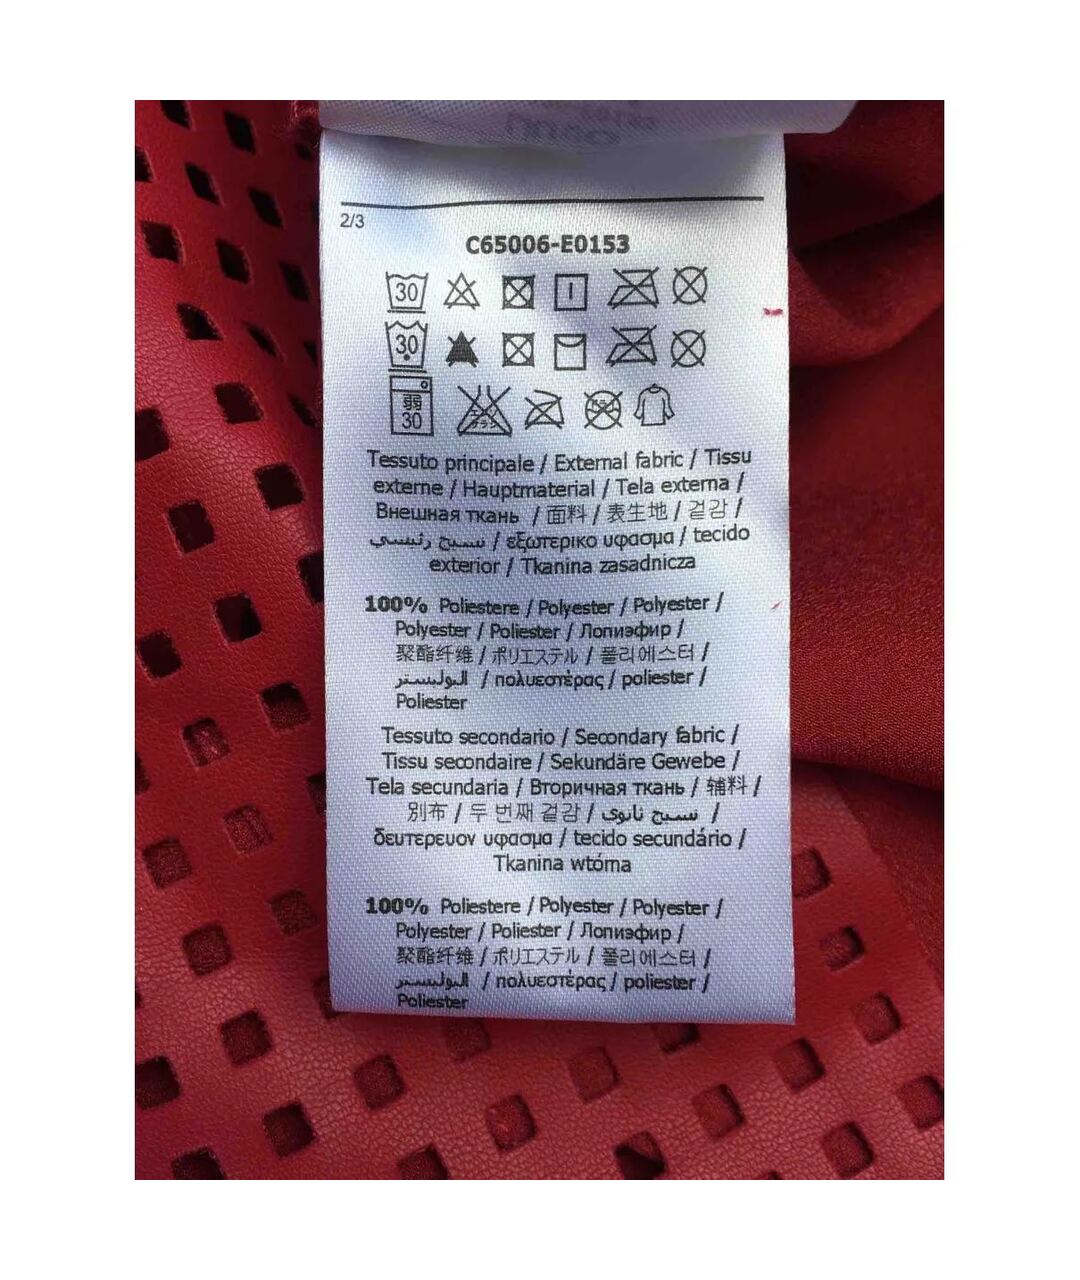 2/3
C65006-E0153
30
30
弱
30
Tessuto principale / External fabric / Tissu
externe / Hauptmaterial / Tela externa /
Внешная ткань / 面料 / 表生地 / 겉감 /
نسيج رئيسي / εξωτερικο υφασμα / tecido
exterior / Tkanina zasadnicza
100% Poliestere / Polyester / Polyester /
Polyester / Poliester / Лопиэфир /
聚酯纤维 / ポリエステル / 폴리에스터 /
البوليستر / πολυεστέρας / poliester /
Poliester
Tessuto secondario / Secondary fabric /
Tissu secondaire / Sekundäre Gewebe /
Tela secundaria / Вторичная ткань / 辅料 /
別布 / 두 번째 겉감 / نسيج ثانوي /
δευτερευον υφασμα / tecido secundário /
Tkanina wtórna
100% Poliestere / Polyester / Polyester /
Polyester / Poliester / Лопиэфир /
聚酯纤维 / ポリエステル / 폴리에스터 /
البوليستر / πολυεστέρας / poliester /
Poliester